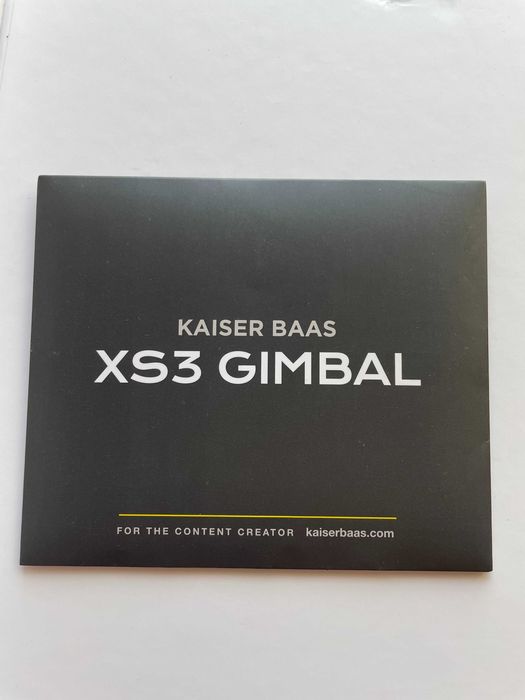 KAISER BAAS
XS3 GIMBAL
FOR THE CONTENT CREATOR kaiserbaas.com